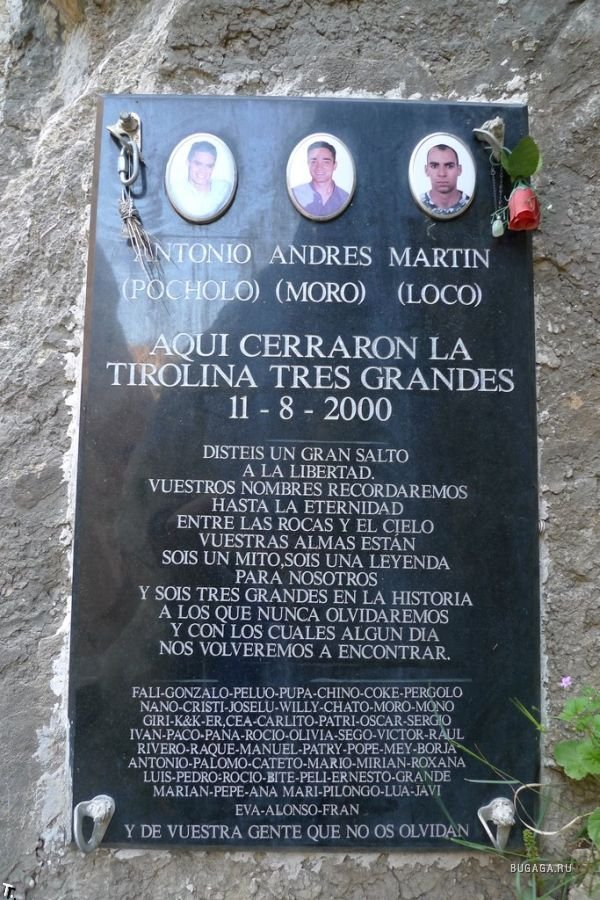 ANTONIO ANDRES MARTIN
(POCHOLO) (MORO) (LOCO)
AQUI CERRARON LA
TIROLINA TRES GRANDES
11 - 8 - 2000
DISTEIS UN GRAN SALTO
A LA LIBERTAD.
VUESTROS NOMBRES RECORDAREMOS
HASTA LA ETERNIDAD
ENTRE LAS ROCAS Y EL CIELO
VUESTRAS ALMAS ESTÁN
SOIS UN MITO,SOIS UNA LEYENDA
PARA NOSOTROS
Y SOIS TRES GRANDES EN LA HISTORIA
A LOS QUE NUNCA OLVIDAREMOS
Y CON LOS CUALES ALGUN DIA
NOS VOLVEREMOS A ENCONTRAR.
FALI-GONZALO-PELUO-PUPA-CHINO-COKE-PERGOLO
NANO-CRISTI-JOSELU-WILLY-CHATO-MORO-MONO
GIRI-K&K-ER,CEA-CARLITO-PATRI-OSCAR-SERGIO
IVAN-PACO-PANA-ROCIO-OLIVIA-SEGO-VICTOR-RAUL
RIVERO-RAQUE-MANUEL-PATRY-POPE-MEY-BORJA
ANTONIO-PALOMO-CATETO-MARIO-MIRIAN-ROXANA
LUIS-PEDRO-ROCIO-BITE-PELI-ERNESTO-GRANDE
MARIAN-PEPE-ANA MARI-PILONGO-LUA-JAVI
EVA-ALONSO-FRAN
Y DE VUESTRA GENTE QUE NO OS OLVIDAN
BUGAGA.RU
T.